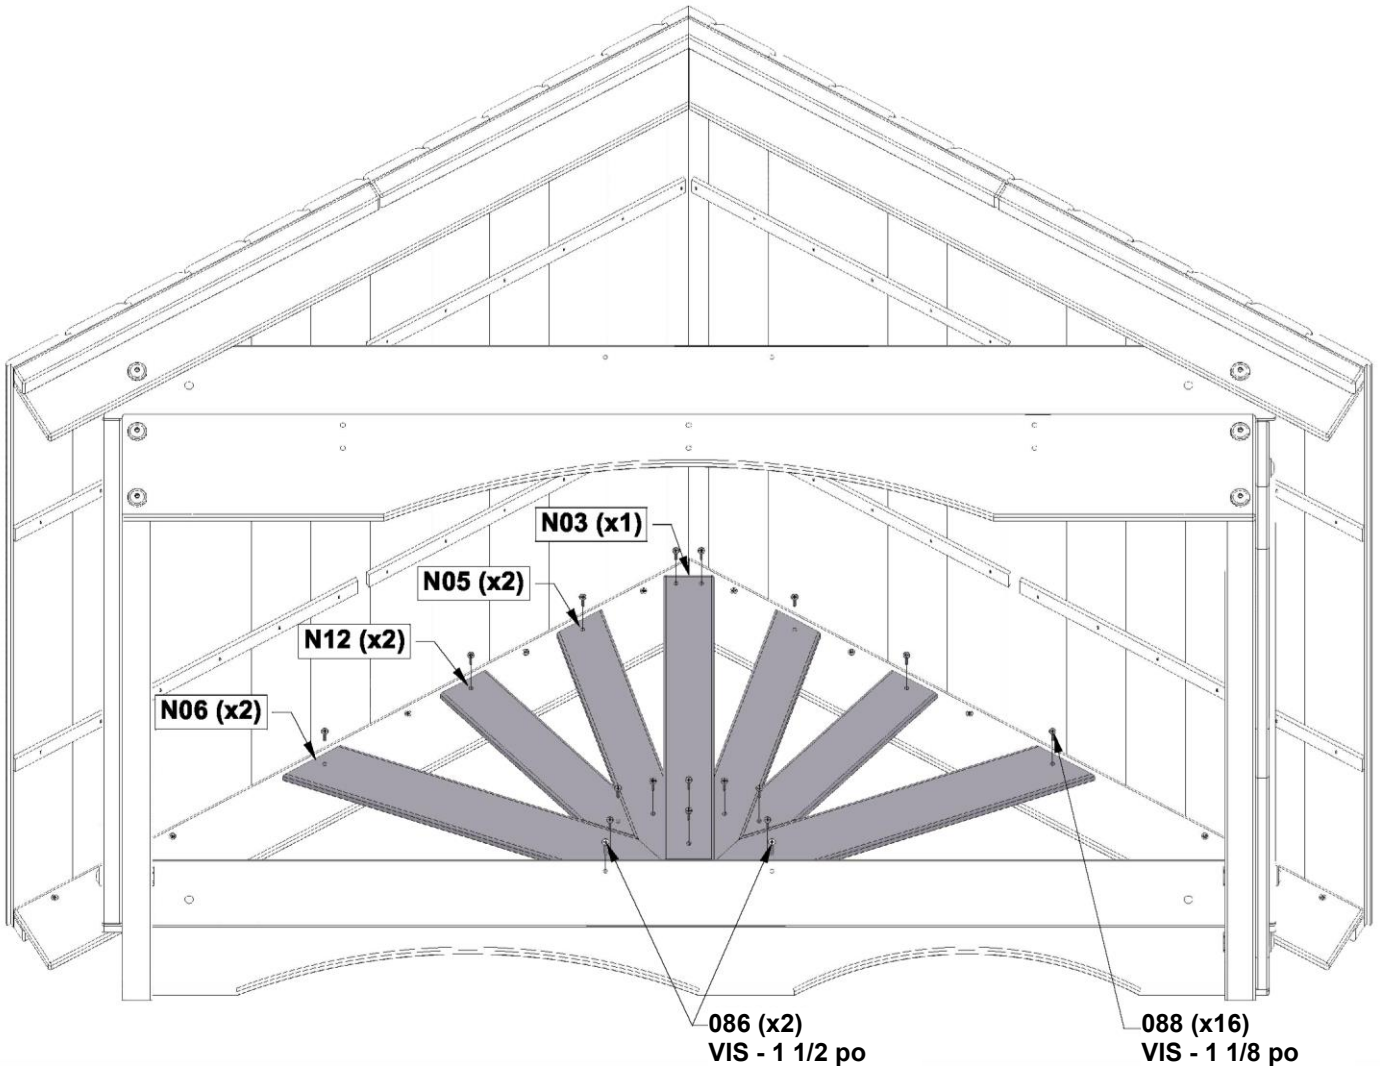 N03 (x1)
N05 (x2)
N12 (x2)
N06 (x2)
086 (x2)
VIS - 1 1/2 po
088 (x16)
VIS - 1 1/8 po